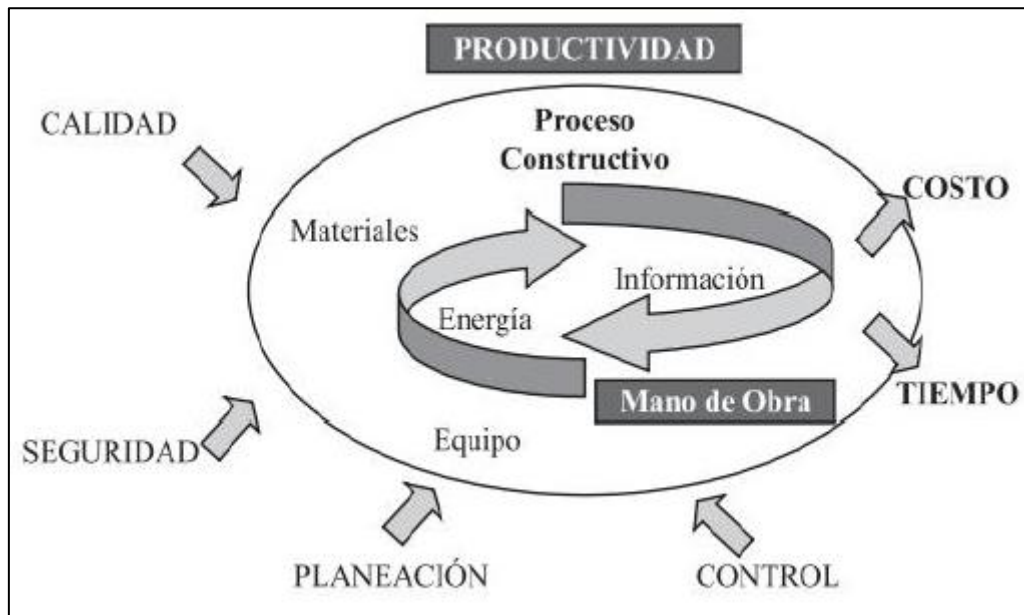 PRODUCTIVIDAD
CALIDAD
Proceso
Constructivo
COSTO
Materiales
Información
Energía
Mano de Obra
TIEMPO
Equipo
SEGURIDAD
PLANEACIÓN
CONTROL